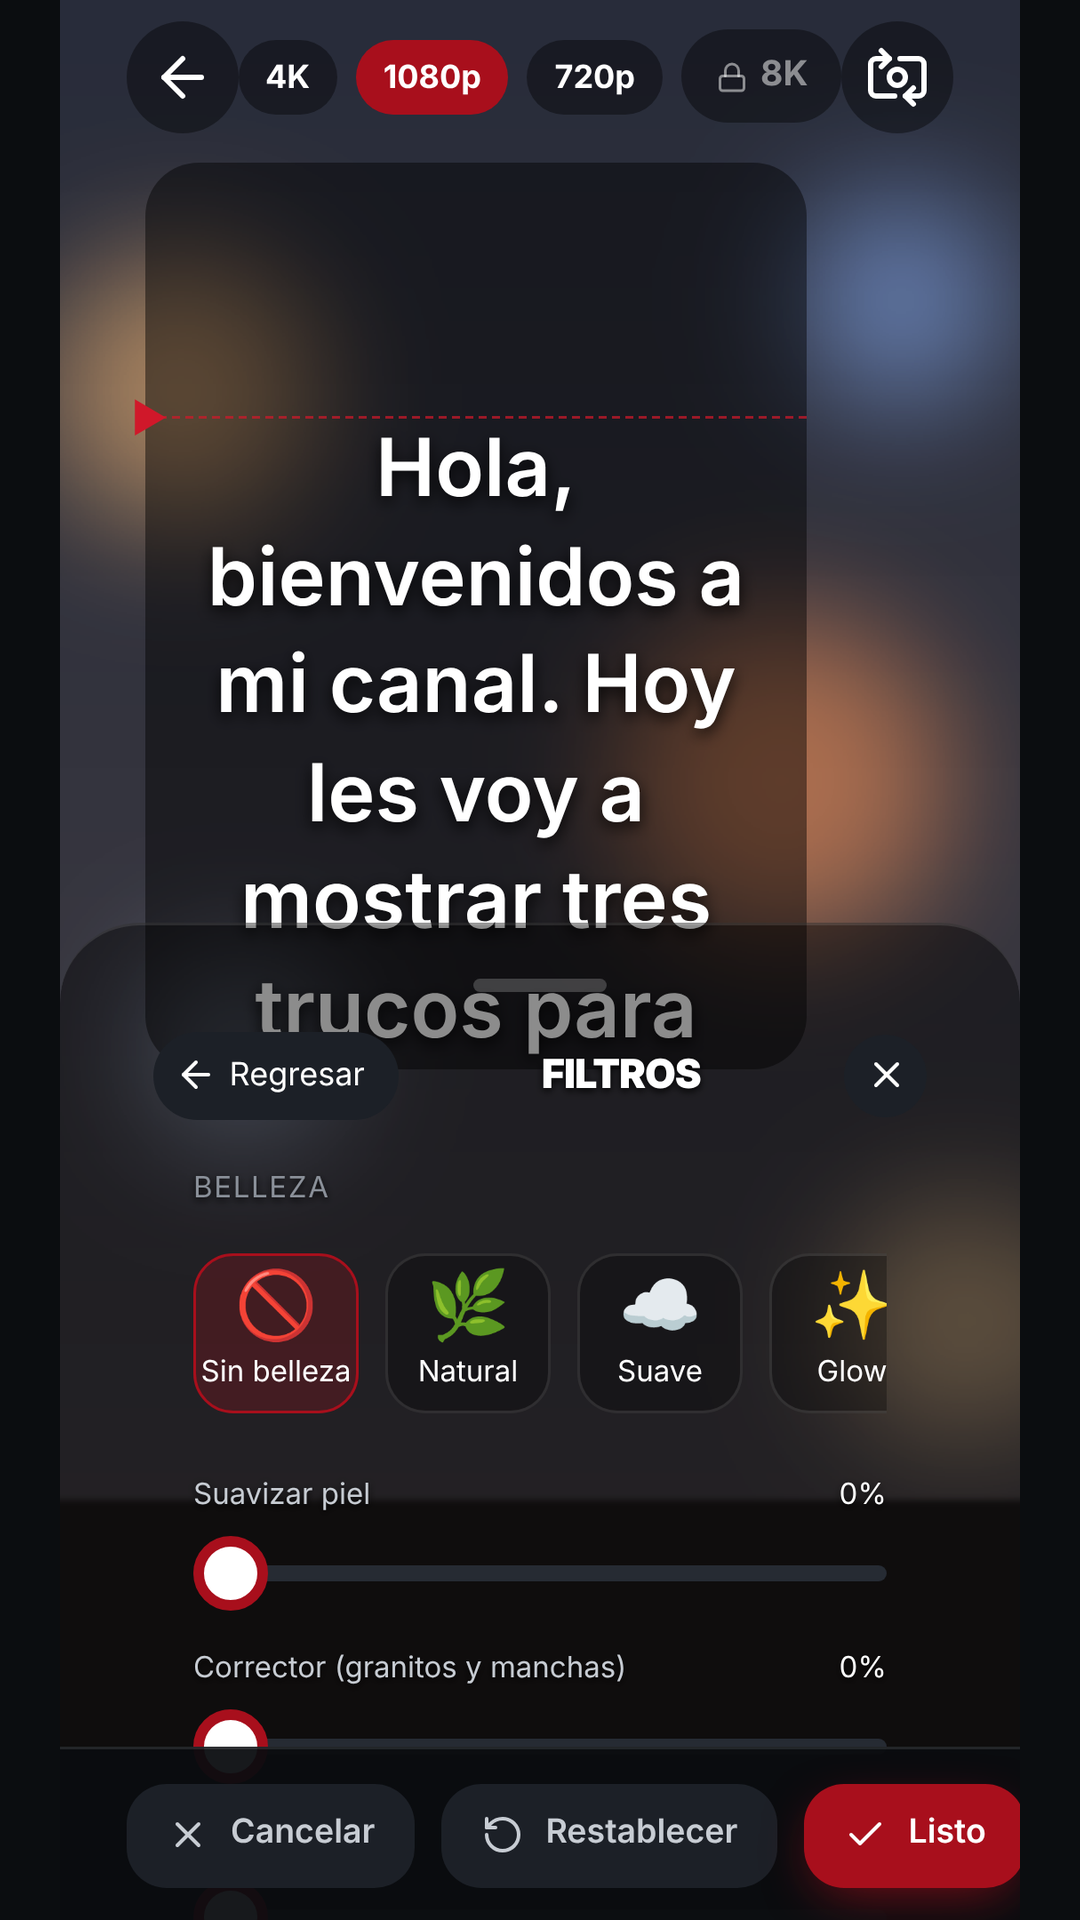 4K 1080p 720p 8K
Hola,
bienvenidos a
mi canal. Hoy
les voy a
mostrar tres
trucos para
Regresar FILTROS
BELLEZA
Sin belleza Natural Suave Glow
Suavizar piel 0%
Corrector (granitos y manchas) 0%
Cancelar Restablecer Listo